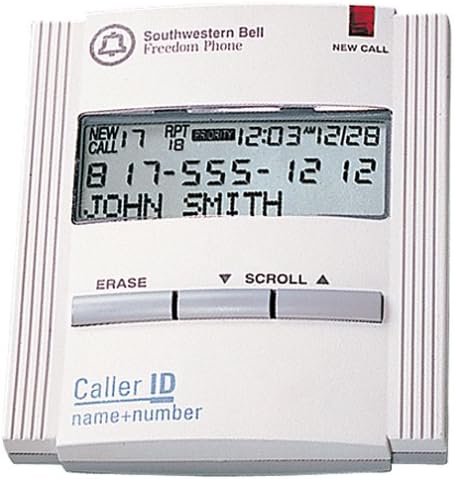 Southwestern Bell
Freedom Phone
NEW CALL
NEW CALL 17 RPT 18 PRIORITY 12:03 AM 12/28
817-555-1212
JOHN SMITH
ERASE ▼ SCROLL ▲
Caller ID
name+number